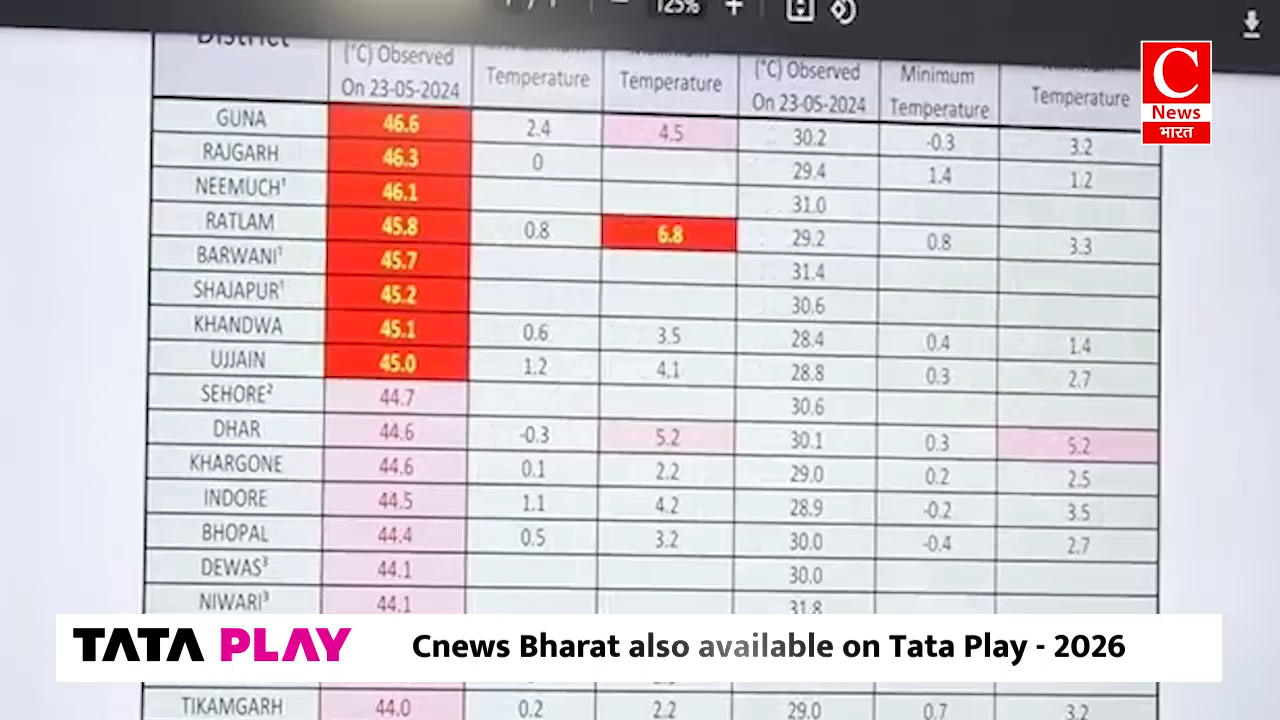 125%
District
(°C) Observed On 23-05-2024
Temperature
Temperature
(°C) Observed On 23-05-2024
Minimum Temperature
Temperature
GUNA 46.6 2.4 4.5 30.2 -0.3 3.2
RAJGARH 46.3 0 29.4 1.4 1.2
NEEMUCH¹ 46.1 31.0
RATLAM 45.8 0.8 6.8 29.2 0.8 3.3
BARWANI¹ 45.7 31.4
SHAJAPUR¹ 45.2 30.6
KHANDWA 45.1 0.6 3.5 28.4 0.4 1.4
UJJAIN 45.0 1.2 4.1 28.8 0.3 2.7
SEHORE² 44.7 30.6
DHAR 44.6 -0.3 5.2 30.1 0.3 5.2
KHARGONE 44.6 0.1 2.2 29.0 0.2 2.5
INDORE 44.5 1.1 4.2 28.9 -0.2 3.5
BHOPAL 44.4 0.5 3.2 30.0 -0.4 2.7
DEWAS³ 44.1 30.0
NIWARI³ 44.1 31.8
TIKAMGARH 44.0 0.2 2.2 29.0 0.7 3.2
C
News
भारत
TATA PLAY
Cnews Bharat also available on Tata Play - 2026